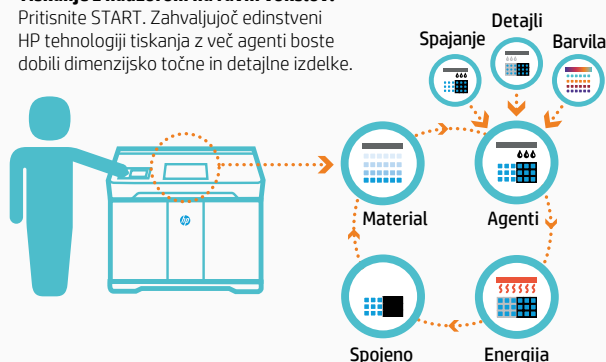 Pritisnite START. Zahvaljujoč edinstveni
HP tehnologiji tiskanja z več agenti boste
dobili dimenzijsko točne in detajlne izdelke.
Detajli
Spajanje
Barvila
Material
Agenti
hp
Spojeno
Energija